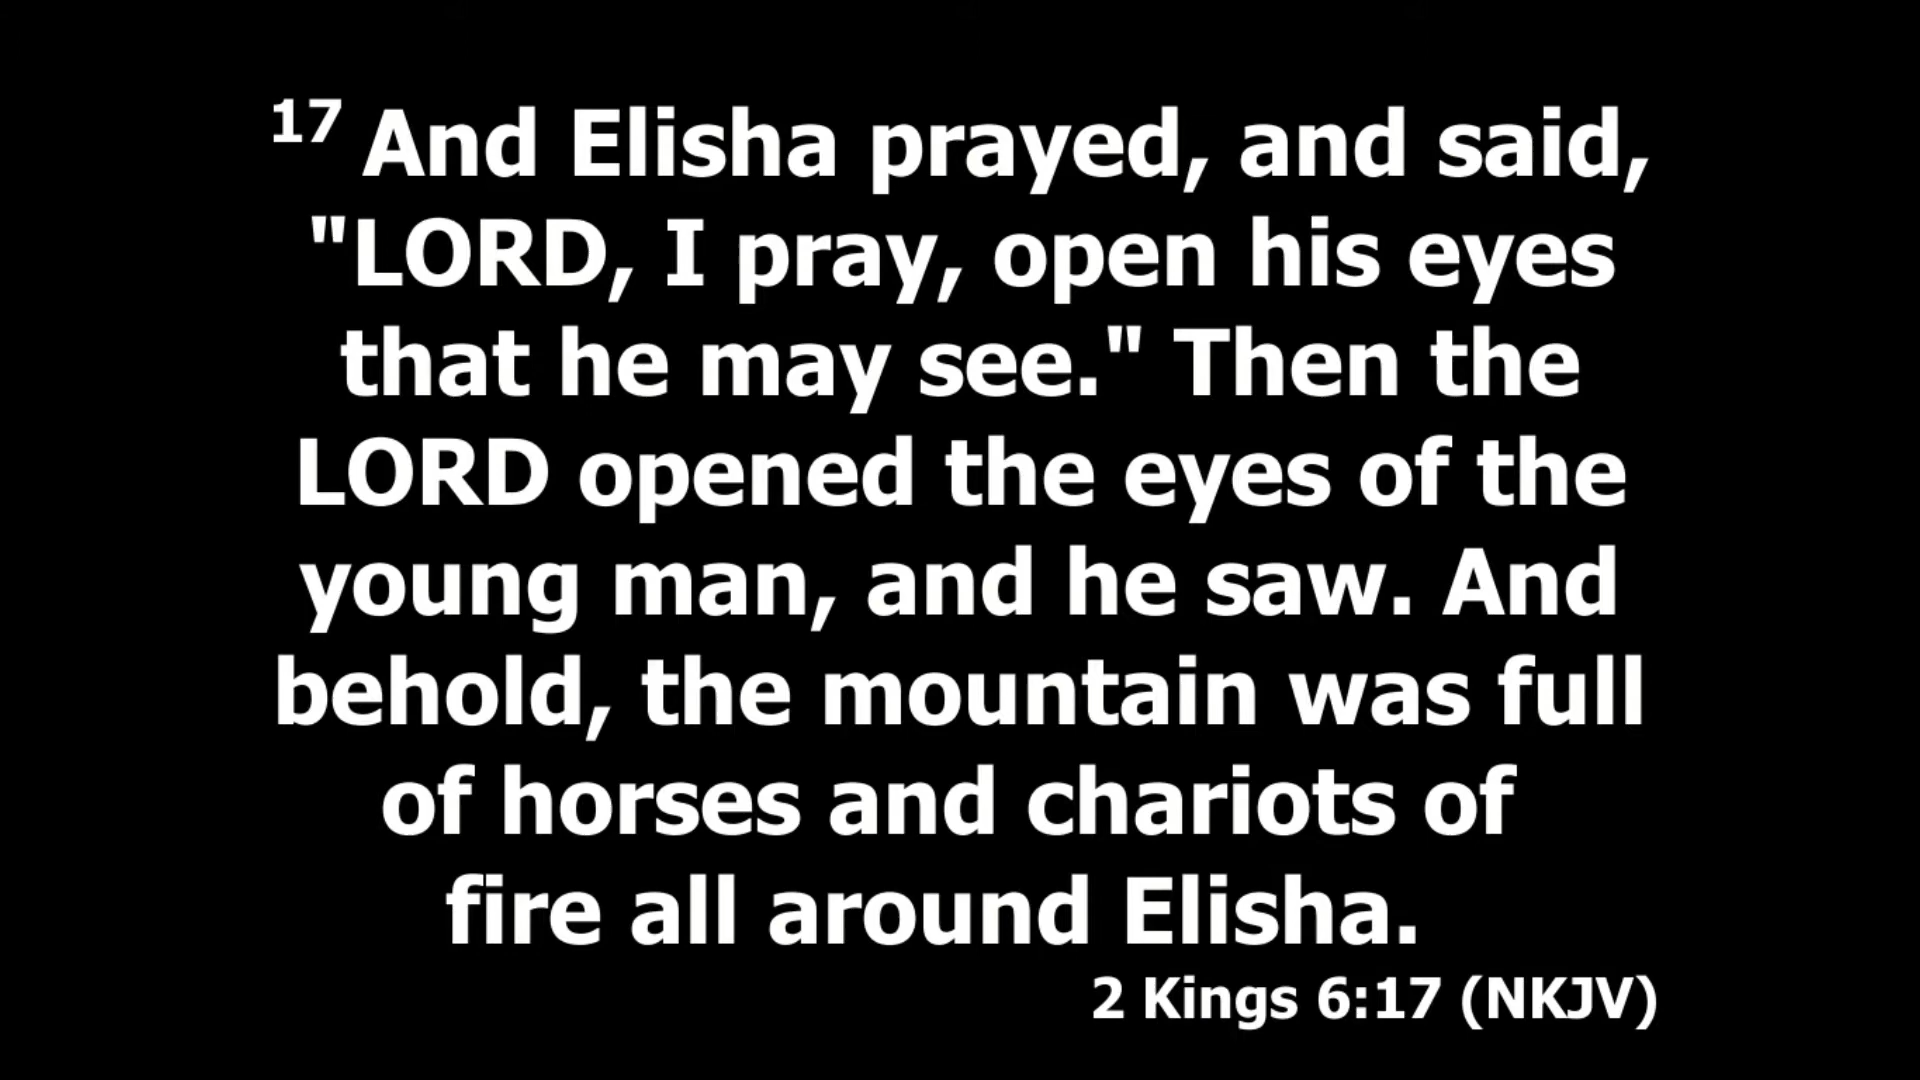 17 And Elisha prayed, and said,
"LORD, I pray, open his eyes
that he may see." Then the
LORD opened the eyes of the
young man, and he saw. And
behold, the mountain was full
of horses and chariots of
fire all around Elisha.
2 Kings 6:17 (NKJV)